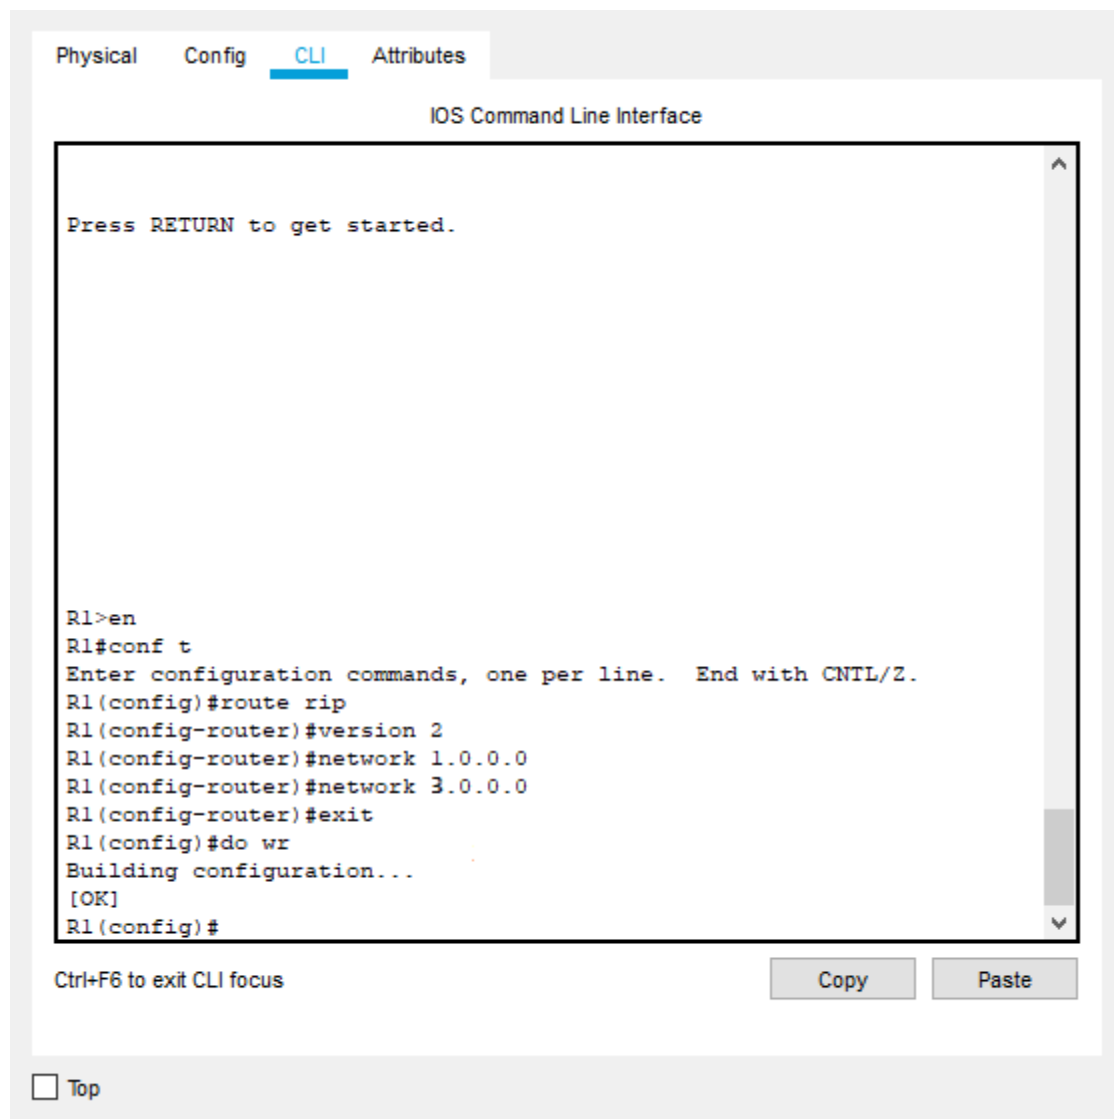 Physical Config CLI Attributes
IOS Command Line Interface
Press RETURN to get started.
R1>en
R1#conf t
Enter configuration commands, one per line.  End with CNTL/Z.
R1(config)#route rip
R1(config-router)#version 2
R1(config-router)#network 1.0.0.0
R1(config-router)#network 3.0.0.0
R1(config-router)#exit
R1(config)#do wr
Building configuration...
[OK]
R1(config)#
Ctrl+F6 to exit CLI focus Copy Paste
Top